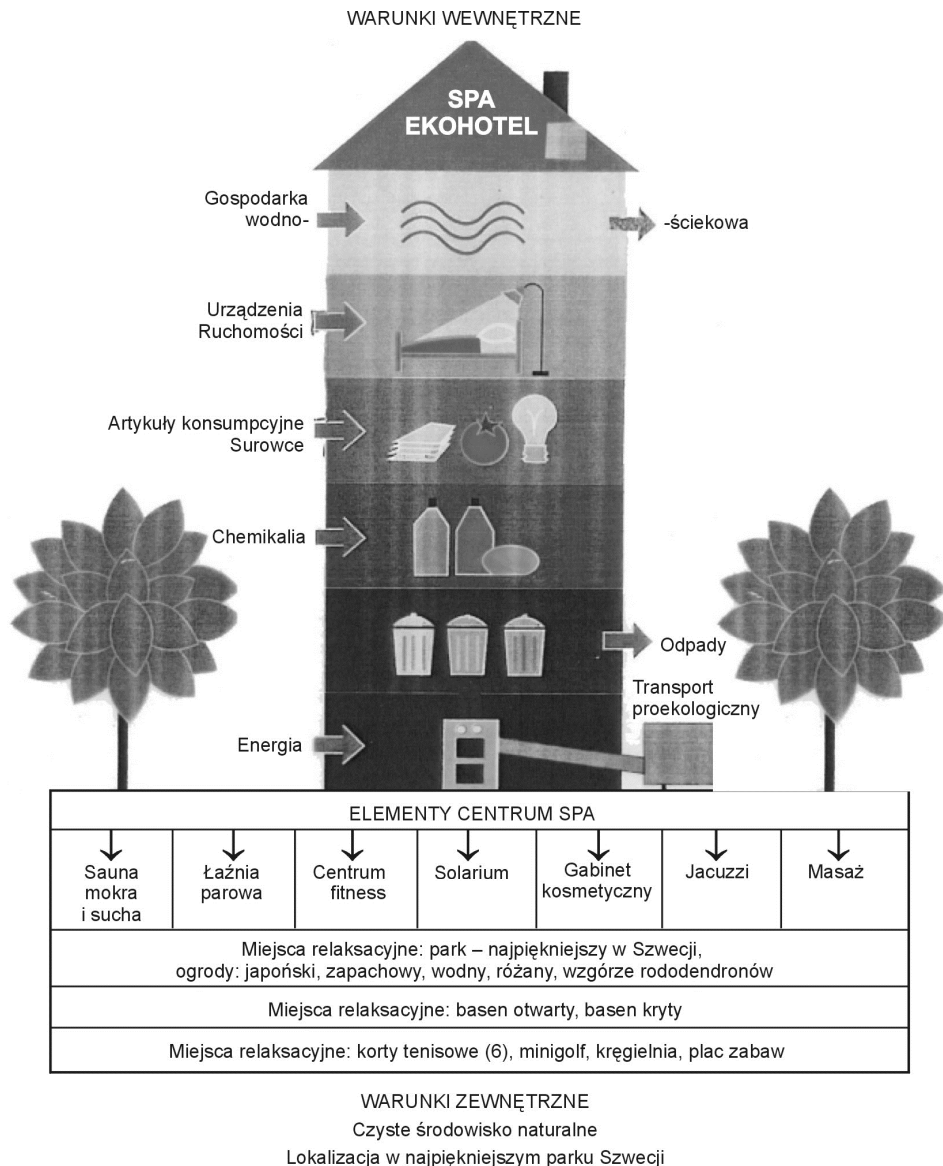 WARUNKI WEWNĘTRZNE
SPA
EKOHOTEL
Gospodarka
wodno-
-ściekowa
Urządzenia
Ruchomości
Artykuły konsumpcyjne
Surowce
Chemikalia
Odpady
Transport
proekologiczny
Energia
ELEMENTY CENTRUM SPA
Sauna
mokra
i sucha
Łaźnia
parowa
Centrum
fitness
Solarium
Gabinet
kosmetyczny
Jacuzzi
Masaż
Miejsca relaksacyjne: park – najpiękniejszy w Szwecji,
ogrody: japoński, zapachowy, wodny, różany, wzgórze rododendronów
Miejsca relaksacyjne: basen otwarty, basen kryty
Miejsca relaksacyjne: korty tenisowe (6), minigolf, kręgielnia, plac zabaw
WARUNKI ZEWNĘTRZNE
Czyste środowisko naturalne
Lokalizacja w najpiękniejszym parku Szwecji